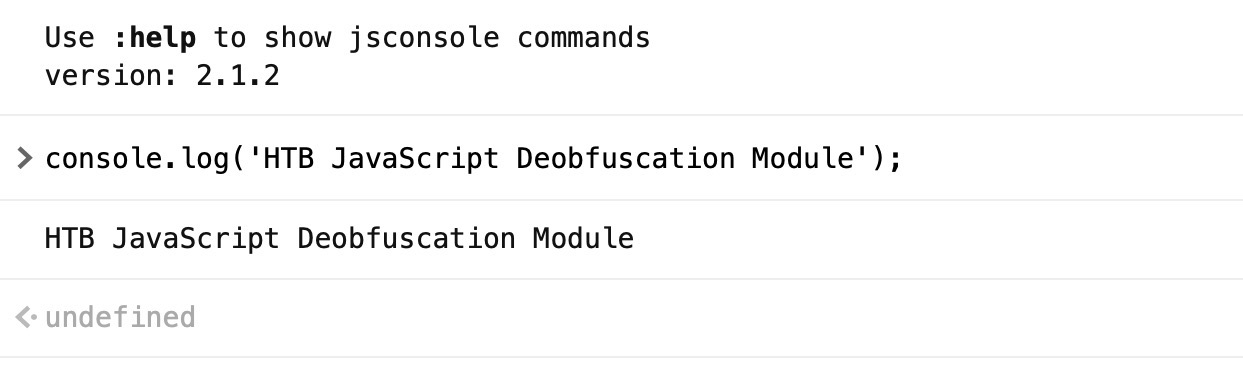 Use :help to show jsconsole commands
version: 2.1.2
console.log('HTB JavaScript Deobfuscation Module');
HTB JavaScript Deobfuscation Module
undefined